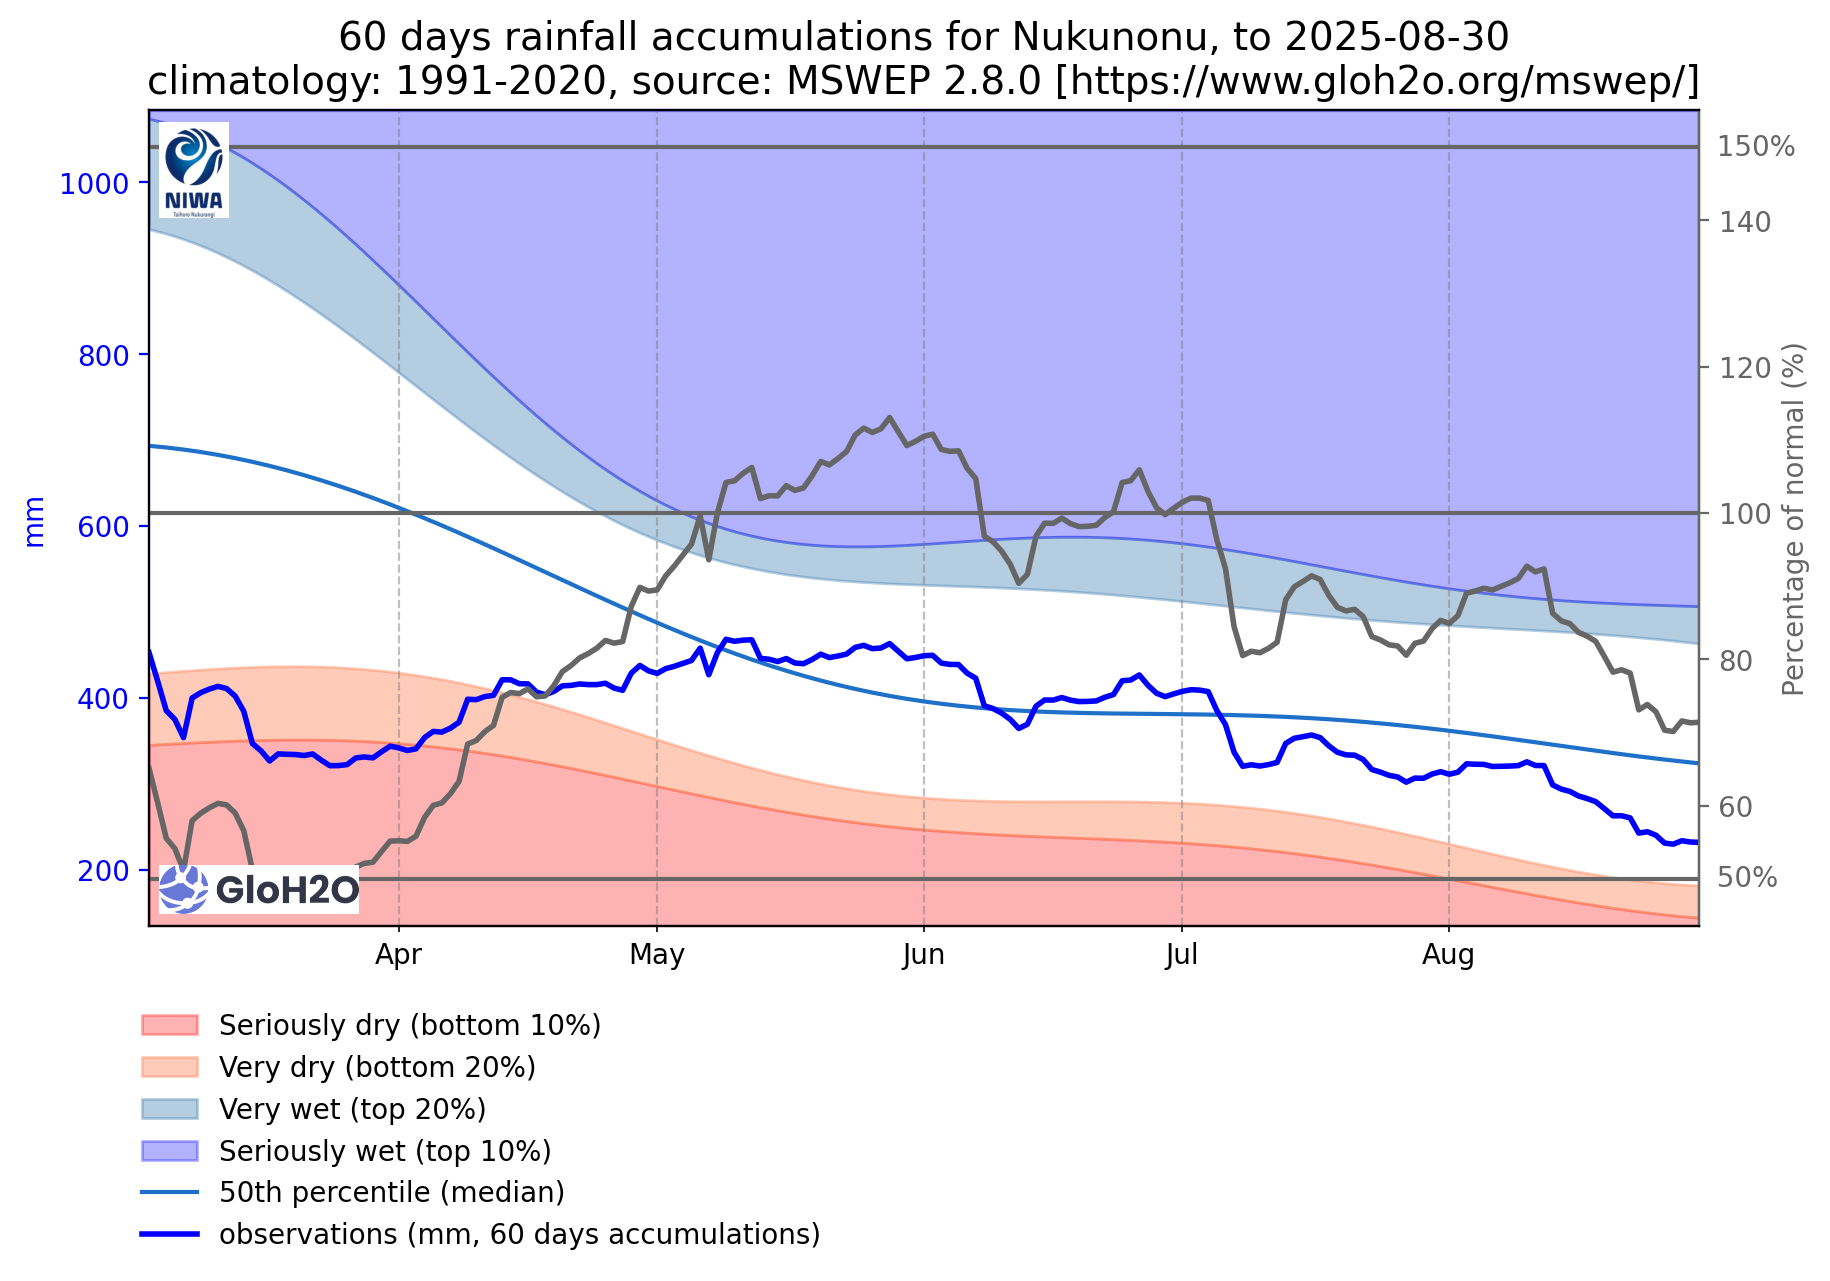 60 days rainfall accumulations for Nukunonu, to 2025-08-30
climatology: 1991-2020, source: MSWEP 2.8.0 [https://www.gloh2o.org/mswep/]
NIWA
Taihoro Nukurangi
1000
800
600
400
200
mm
150%
140
120
100
80
60
50%
Percentage of normal (%)
GloH2O
Apr
May
Jun
Jul
Aug
Seriously dry (bottom 10%)
Very dry (bottom 20%)
Very wet (top 20%)
Seriously wet (top 10%)
50th percentile (median)
observations (mm, 60 days accumulations)